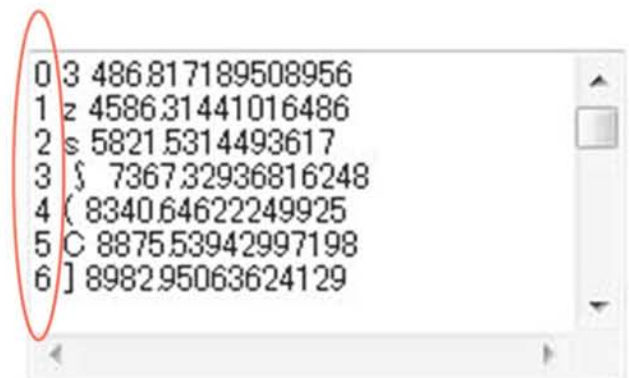 0 3 486.817189508956
1 z 4586.31441016486
2 s 5821.5314493617
3 § 7367.32936816248
4 ( 8340.64622249925
5 C 8875.53942997198
6 ] 8982.95063624129